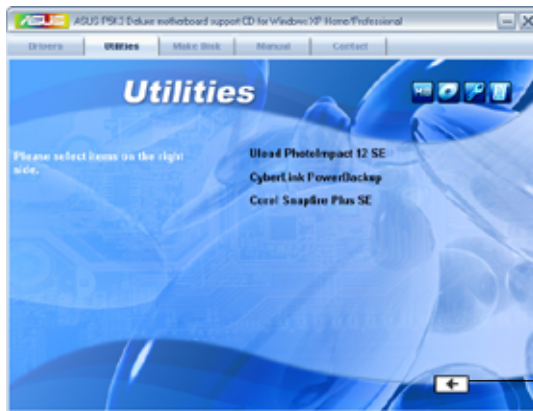 ASUS ASUS P5K3 Deluxe motherboard support CD for Windows XP Home/Professional
Drivers Utilities Make Disk Manual Contact
Utilities
Please select items on the right
side.
Ulead PhotoImpact 12 SE
CyberLink PowerBackup
Corel Snapfire Plus SE